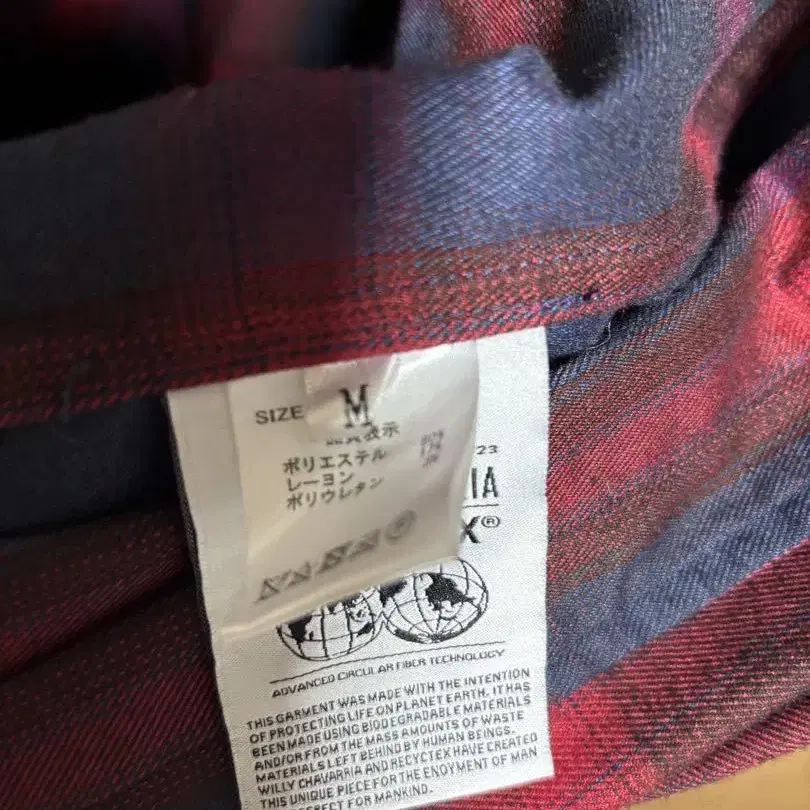 SIZE M
ポリエステル
レーヨン
ポリウレタン
23
IA
X®
ADVANCED CIRCULAR FIBER TECHNOLOGY
THIS GARMENT WAS MADE WITH THE INTENTION
OF PROTECTING LIFE ON PLANET EARTH. IT HAS
BEEN MADE USING BIODEGRADABLE MATERIALS
AND/OR FROM THE MASS AMOUNTS OF WASTE
MATERIALS LEFT BEHIND BY HUMAN BEINGS.
WILLY CHAVARRIA AND RECYCTEX HAVE CREATED
THIS UNIQUE PIECE FOR THE ENJOYMENT OF MAN
FOR MANKIND.